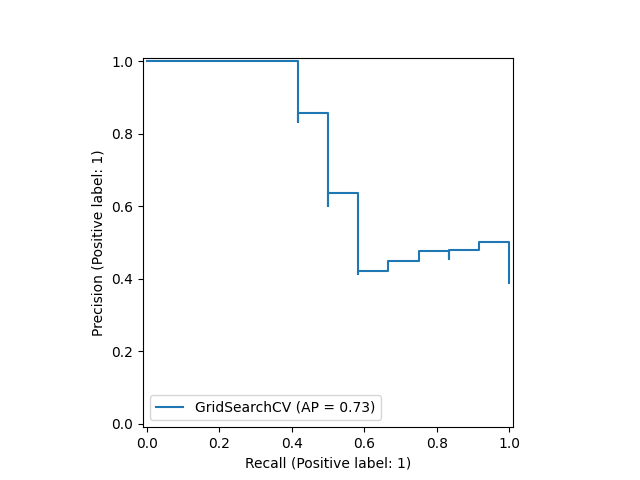 1.0
0.8
0.6
0.4
0.2
0.0
Precision (Positive label: 1)
GridSearchCV (AP = 0.73)
0.0 0.2 0.4 0.6 0.8 1.0
Recall (Positive label: 1)